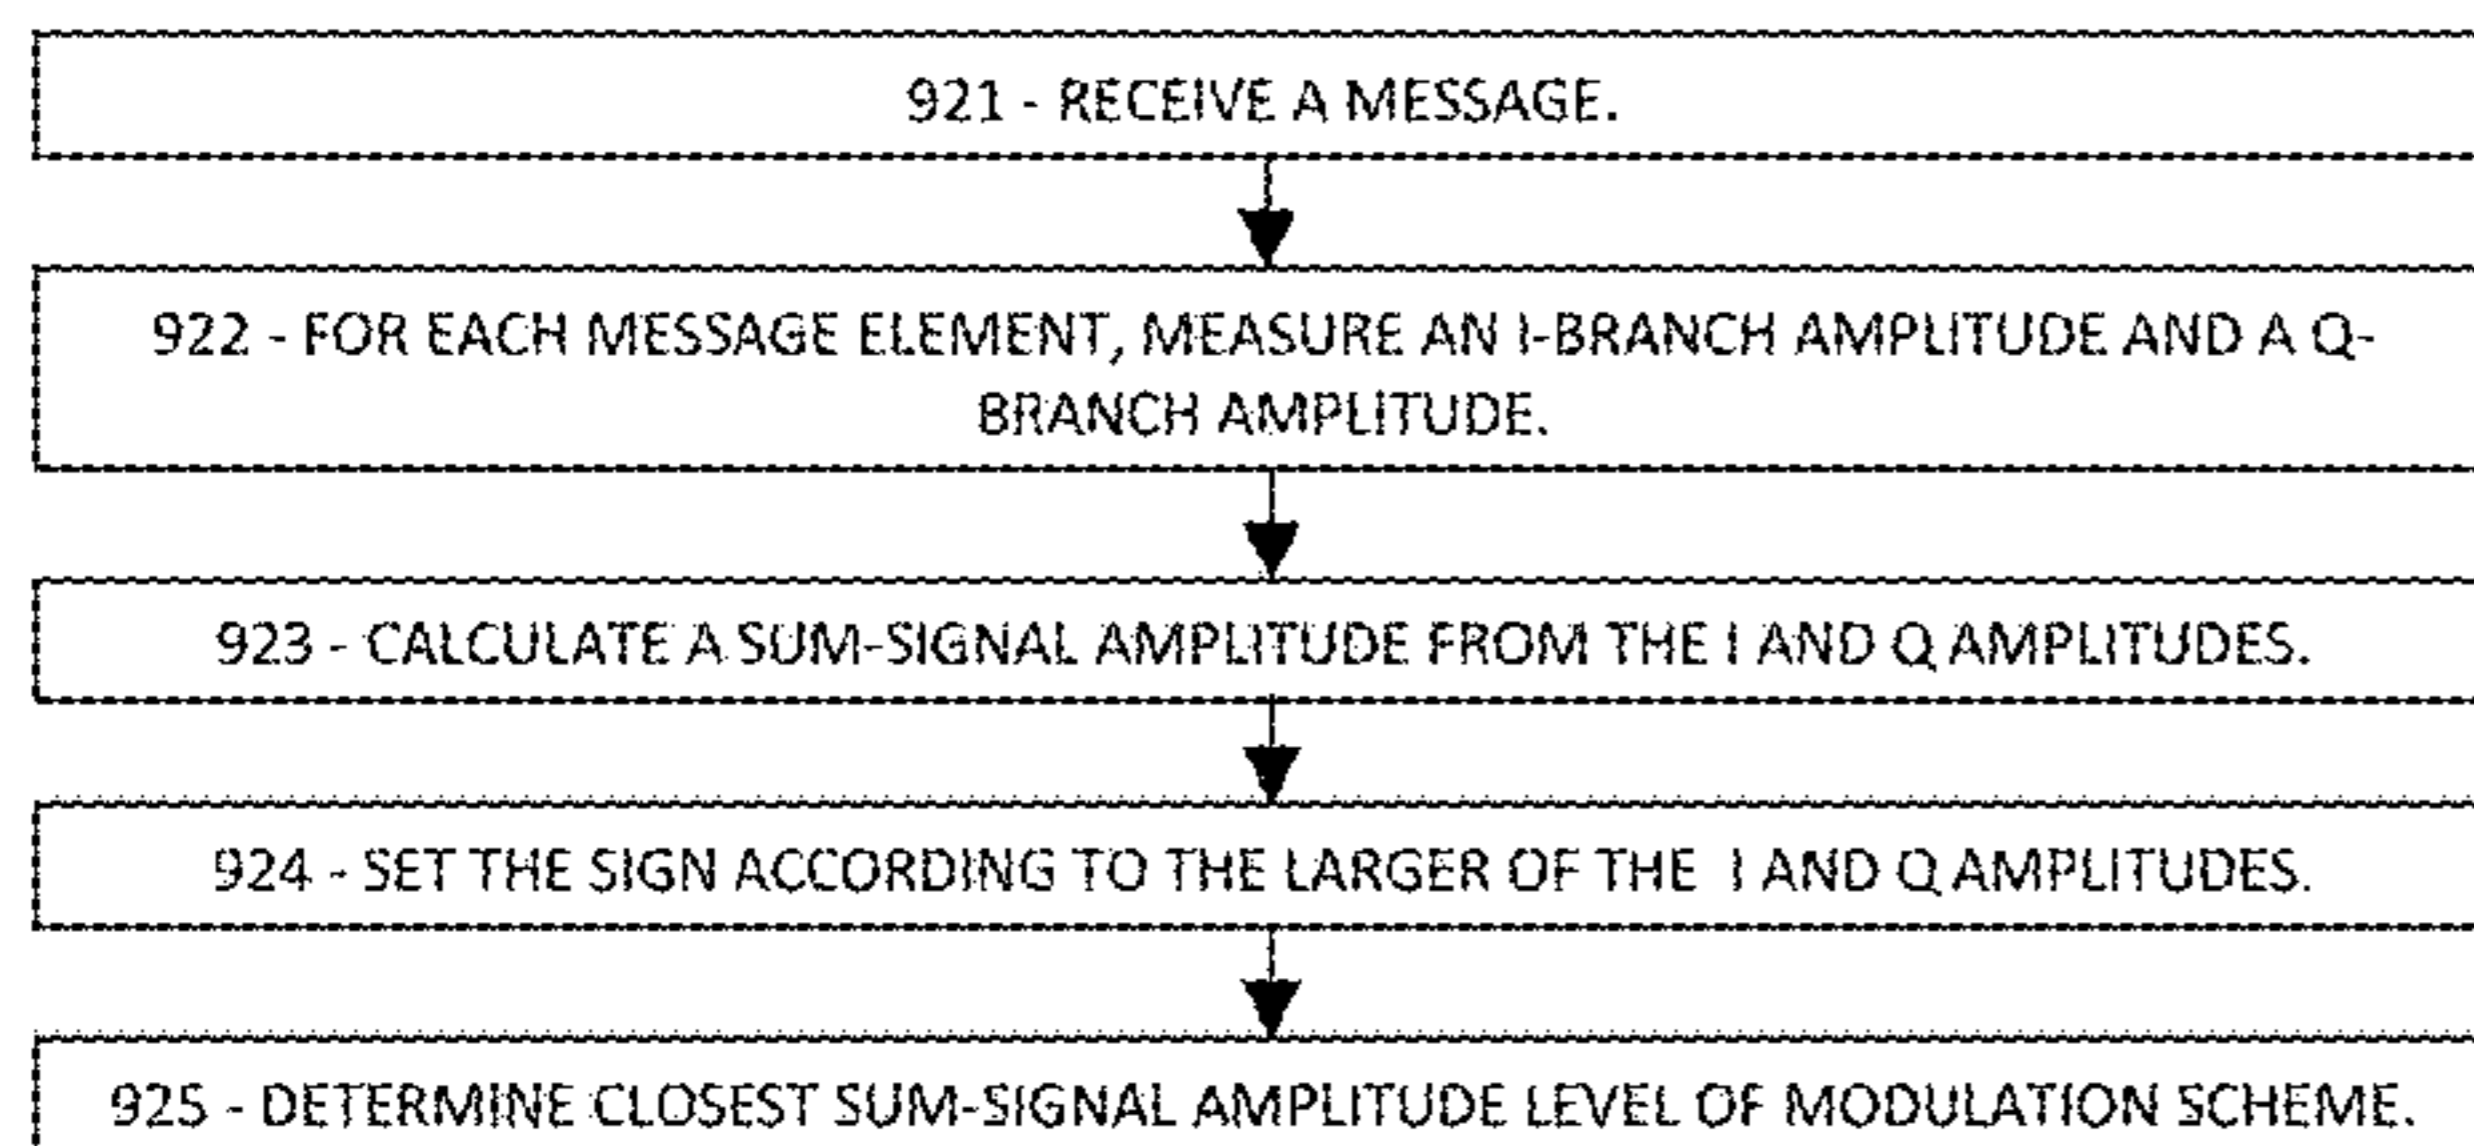 921 - RECEIVE A MESSAGE.
922 - FOR EACH MESSAGE ELEMENT, MEASURE AN I-BRANCH AMPLITUDE AND A Q-
BRANCH AMPLITUDE.
923 - CALCULATE A SUM-SIGNAL AMPLITUDE FROM THE I AND Q AMPLITUDES.
924 - SET THE SIGN ACCORDING TO THE LARGER OF THE I AND Q AMPLITUDES.
925 - DETERMINE CLOSEST SUM-SIGNAL AMPLITUDE LEVEL OF MODULATION SCHEME.